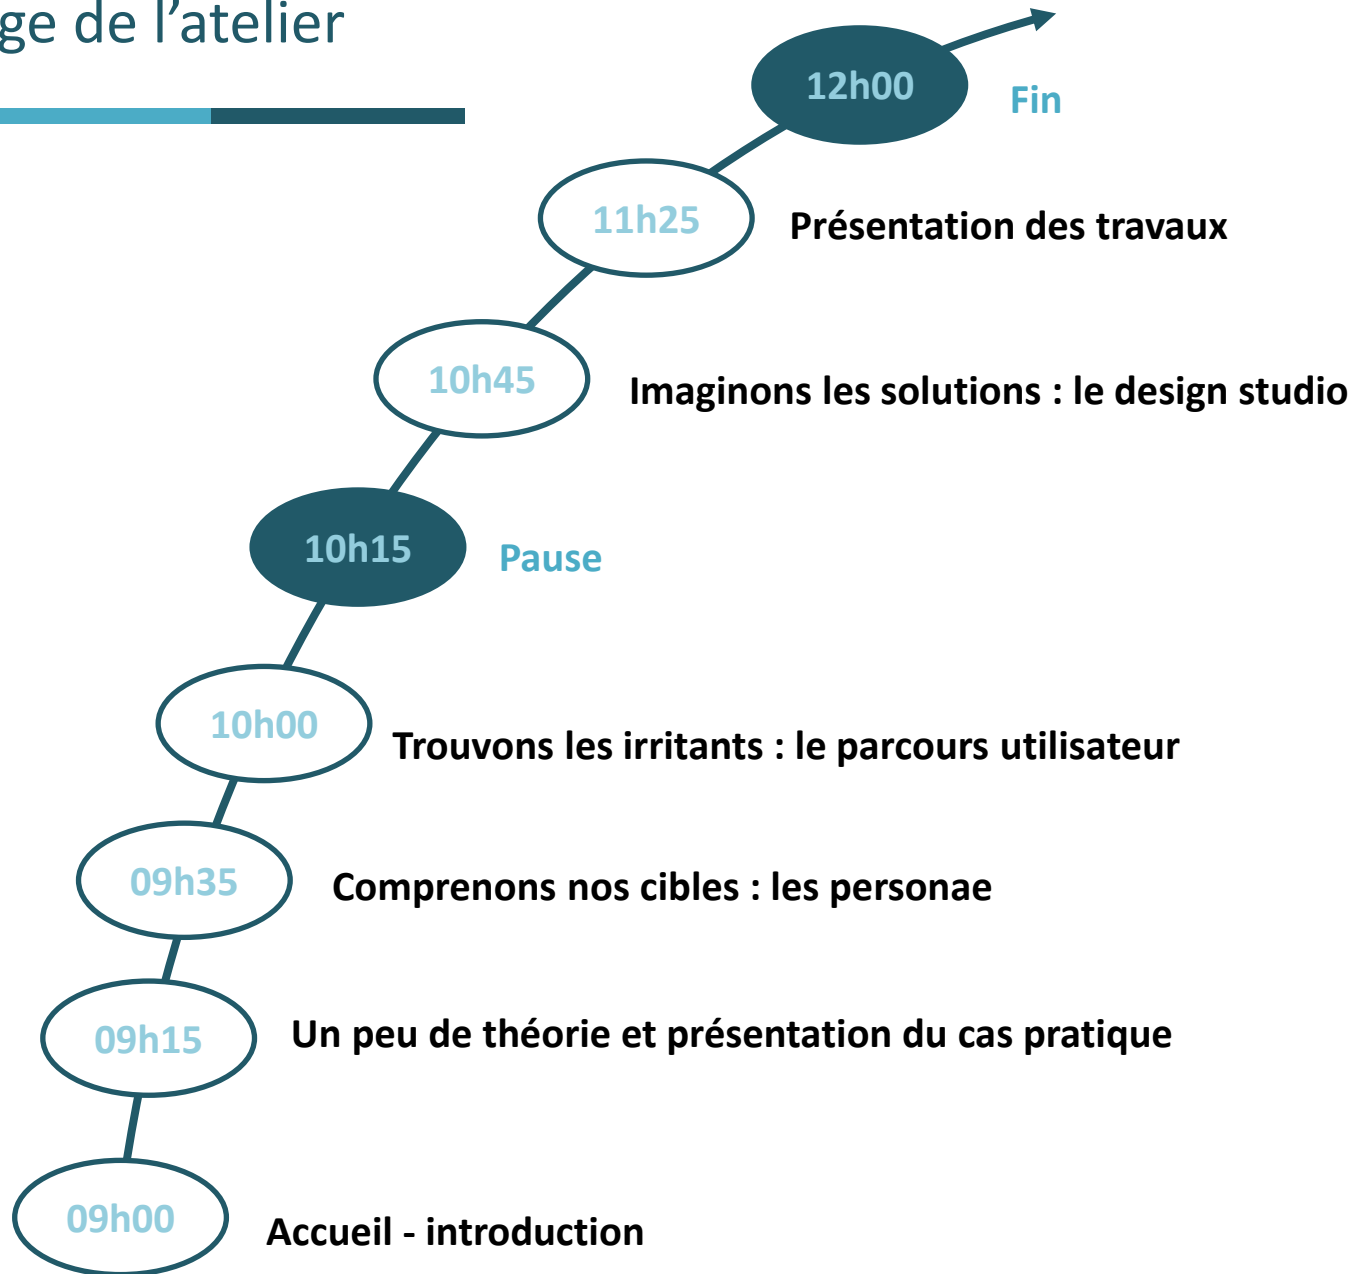 ge de l’atelier
12h00
Fin
11h25
Présentation des travaux
10h45
Imaginons les solutions : le design studio
10h15
Pause
10h00
Trouvons les irritants : le parcours utilisateur
09h35
Comprenons nos cibles : les personae
09h15
Un peu de théorie et présentation du cas pratique
09h00
Accueil - introduction